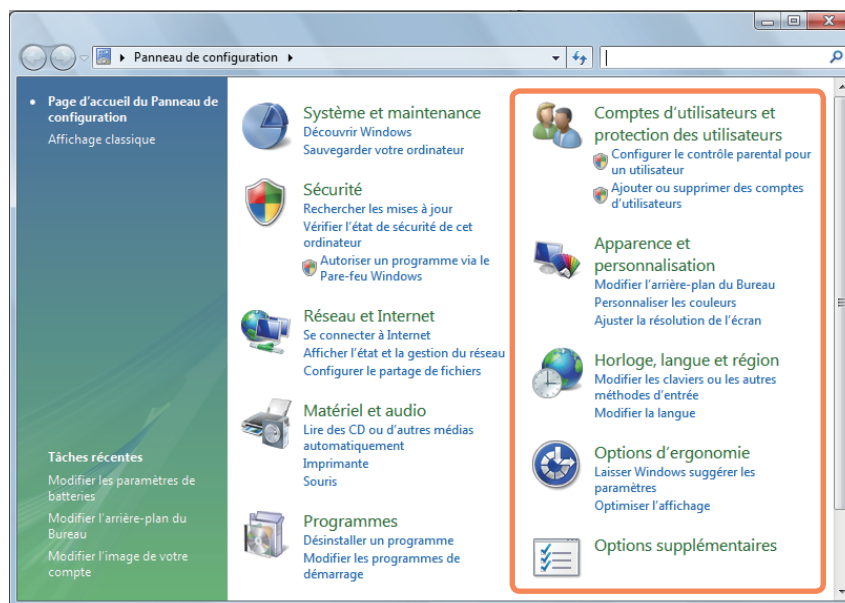 Panneau de configuration
Page d'accueil du Panneau de
configuration
Affichage classique
Tâches récentes
Modifier les paramètres de
batteries
Modifier l'arrière-plan du
Bureau
Modifier l'image de votre
compte
Système et maintenance
Découvrir Windows
Sauvegarder votre ordinateur
Sécurité
Rechercher les mises à jour
Vérifier l'état de sécurité de cet
ordinateur
Autoriser un programme via le
Pare-feu Windows
Réseau et Internet
Se connecter à Internet
Afficher l'état et la gestion du réseau
Configurer le partage de fichiers
Matériel et audio
Lire des CD ou d'autres médias
automatiquement
Imprimante
Souris
Programmes
Désinstaller un programme
Modifier les programmes de
démarrage
Comptes d'utilisateurs et
protection des utilisateurs
Configurer le contrôle parental pour
un utilisateur
Ajouter ou supprimer des comptes
d'utilisateurs
Apparence et
personnalisation
Modifier l'arrière-plan du Bureau
Personnaliser les couleurs
Ajuster la résolution de l'écran
Horloge, langue et région
Modifier les claviers ou les autres
méthodes d'entrée
Modifier la langue
Options d'ergonomie
Laisser Windows suggérer les
paramètres
Optimiser l'affichage
Options supplémentaires